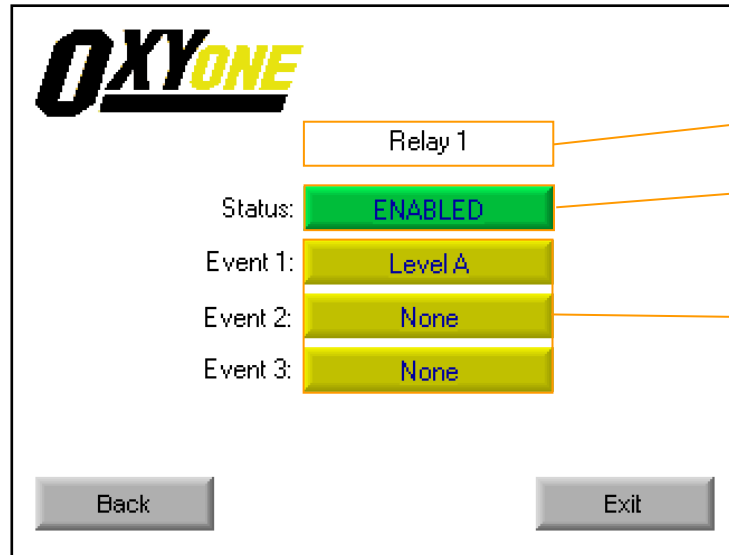 OXYONE
Relay 1
Status: ENABLED
Event 1: Level A
Event 2: None
Event 3: None
Back Exit